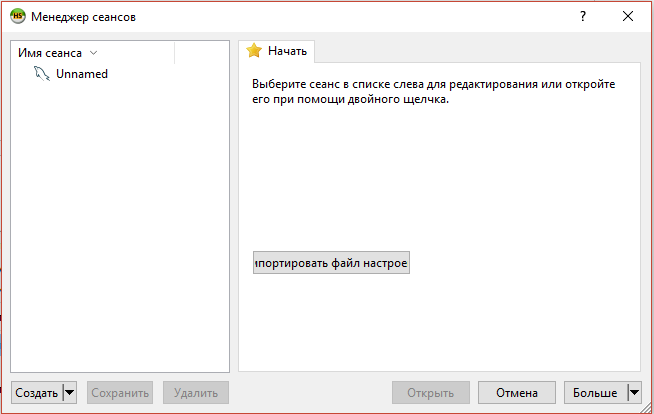 HS
Менеджер сеансов
?
Имя сеанса
Unnamed
Начать
Выберите сеанс в списке слева для редактирования или откройте
его при помощи двойного щелчка.
портировать файл настрое
Создать
Сохранить
Удалить
Открыть
Отмена
Больше